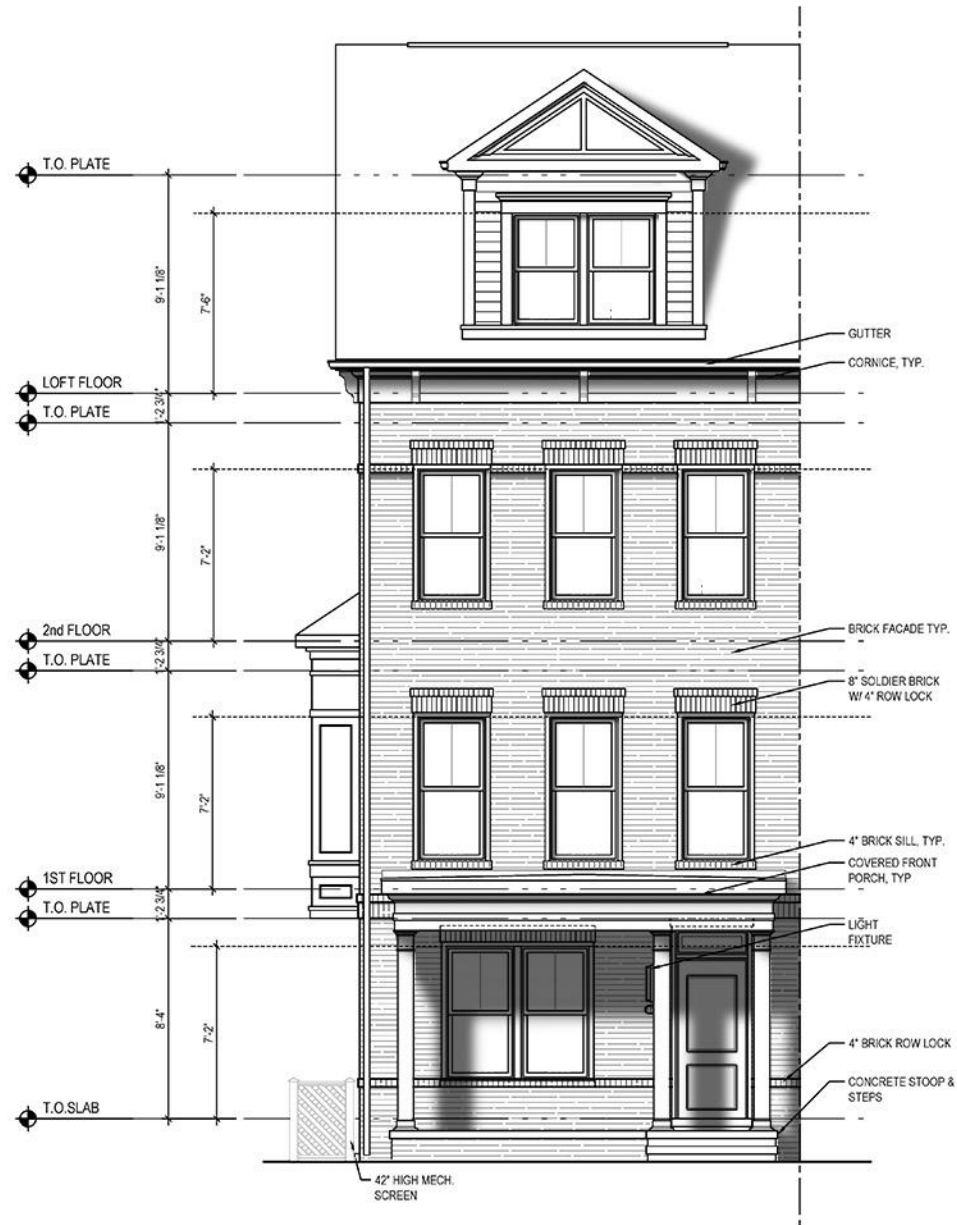 T.O. PLATE
9'-1 1/8"
7'-6"
GUTTER
CORNICE, TYP.
LOFT FLOOR
1'-2 3/4"
T.O. PLATE
9'-1 1/8"
7'-2"
2nd FLOOR
1'-2 3/4"
T.O. PLATE
BRICK FACADE TYP.
8" SOLDIER BRICK
W/ 4" ROW LOCK
9'-1 1/8"
7'-2"
4" BRICK SILL, TYP.
COVERED FRONT
PORCH, TYP
1ST FLOOR
1'-2 3/4"
T.O. PLATE
LIGHT
FIXTURE
8'-4"
7'-2"
4" BRICK ROW LOCK
CONCRETE STOOP &
STEPS
T.O.SLAB
42" HIGH MECH.
SCREEN